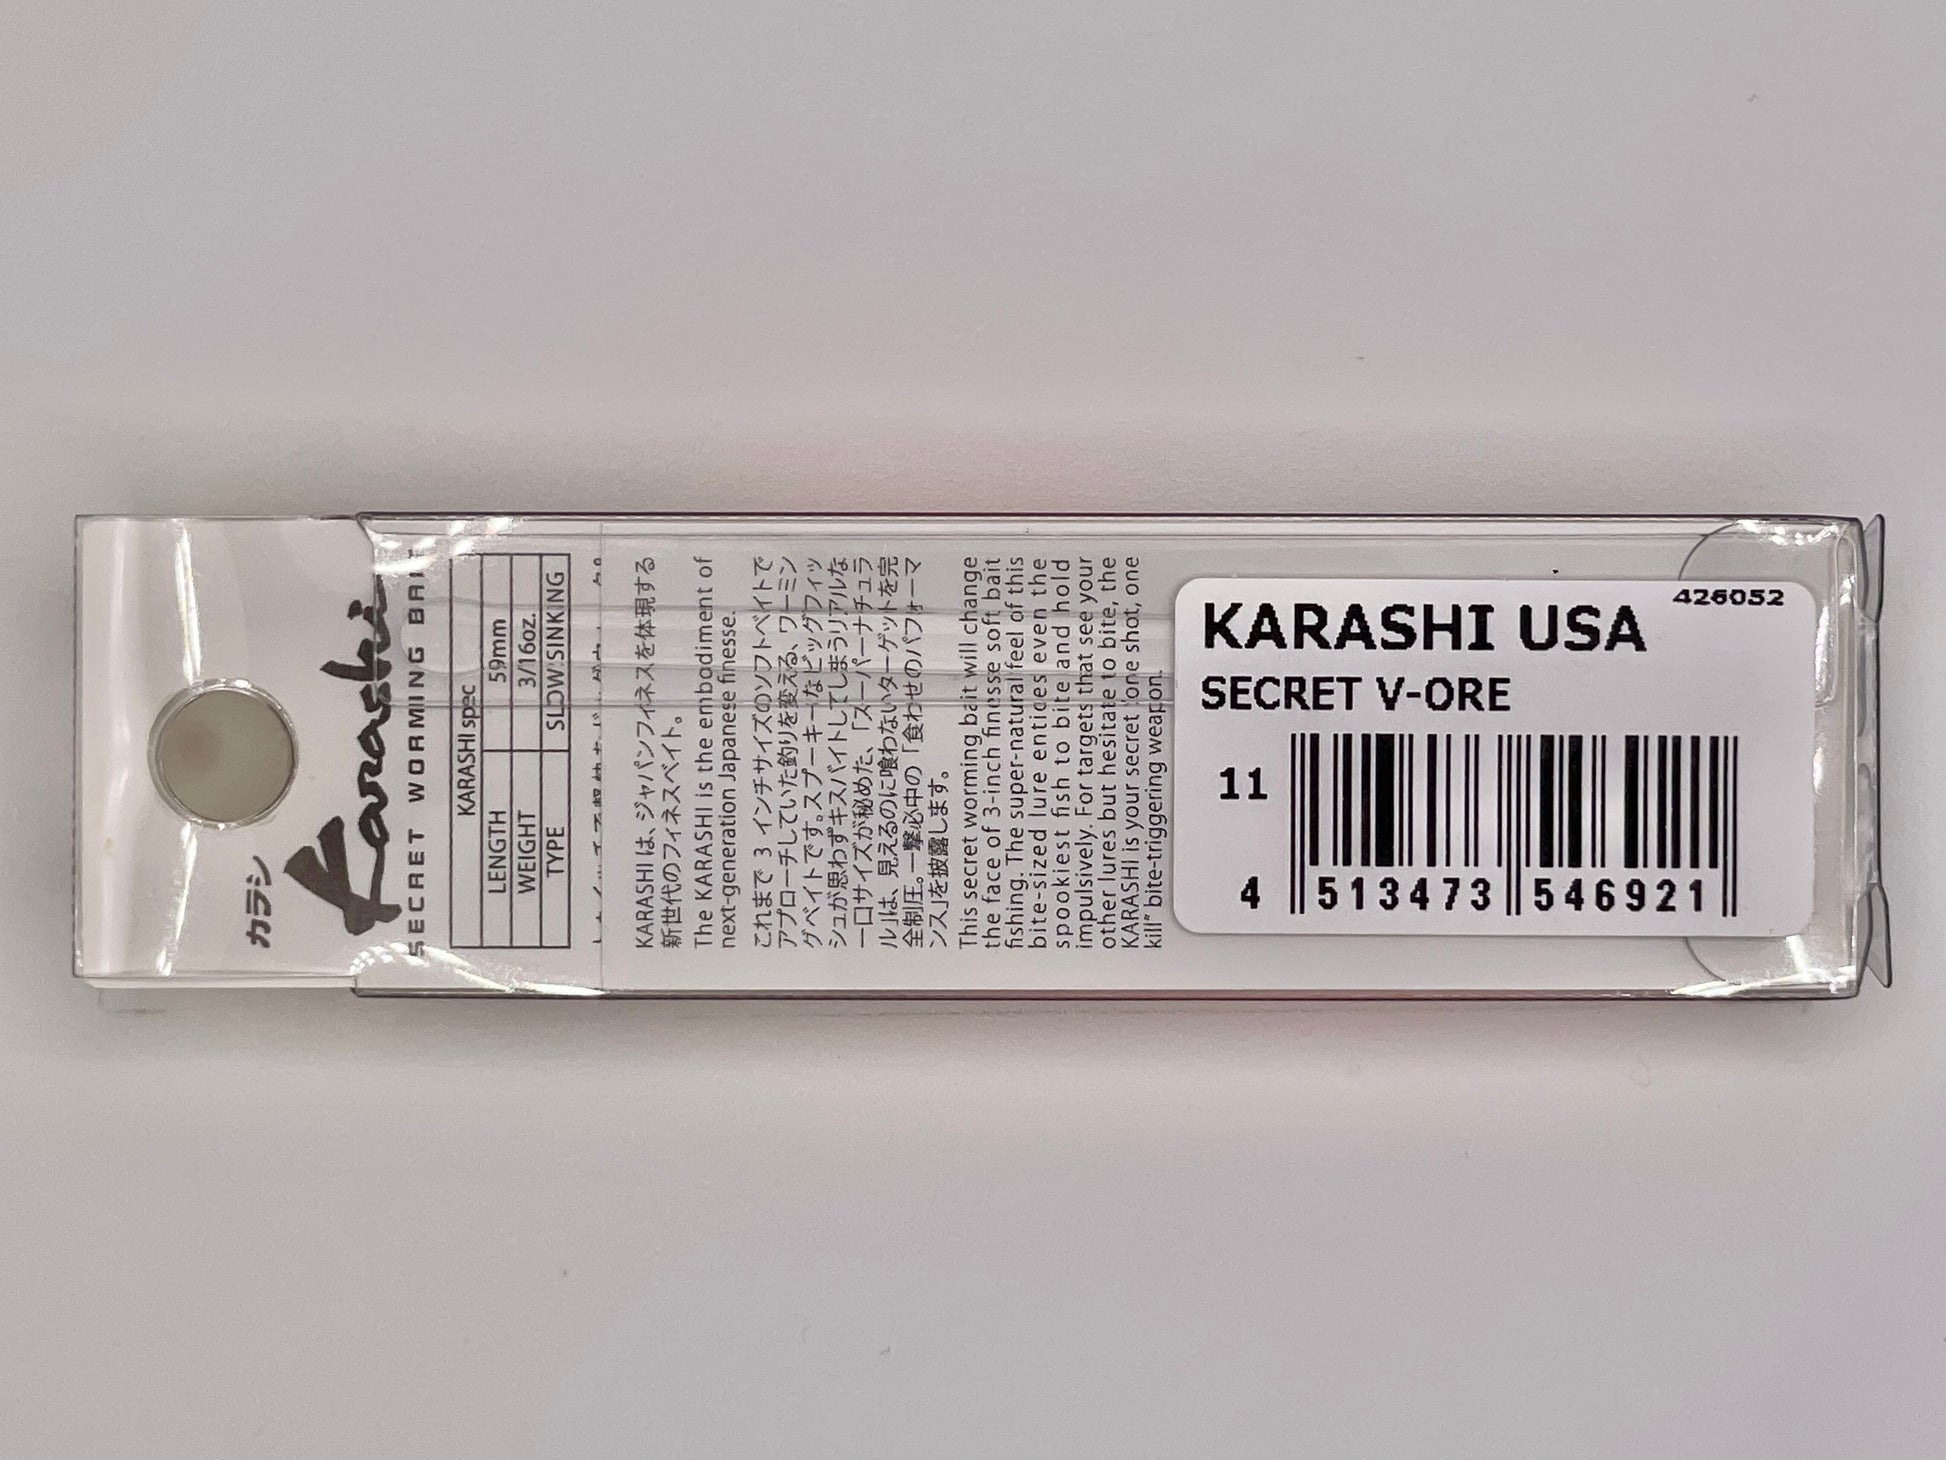 カラシ
Karashi
SECRET WORMING BAIT
KARASHI spec
LENGTH 59mm
WEIGHT 3/16oz.
TYPE SLOW SINKING
KARASHI は、ジャパンフィネスを体現する
新世代のフィネスベイト。
The KARASHI is the embodiment of
next-generation Japanese finesse.
これまで 3 インチサイズのソフトベイトで
アプローチしていた釣りを変える、ワーミン
グベイトです。スプーキーなビッグフィッ
シュが思わずキスバイトしてしまうリアルな
一口サイズが秘めた、「スーパーナチュラ
ル」は、見えるのに喰わないターゲットを完
全制圧。一撃必中の「食わせのパフォーマ
ンス」を披露します。
This secret worming bait will change
the face of 3-inch finesse soft bait
fishing. The super-natural feel of this
bite-sized lure entices even the
spookiest fish to bite and hold
impulsively. For targets that see your
other lures but hesitate to bite, the
KARASHI is your secret "one shot, one
kill" bite-triggering weapon.
426052
KARASHI USA
SECRET V-ORE
11
4 513473 546921